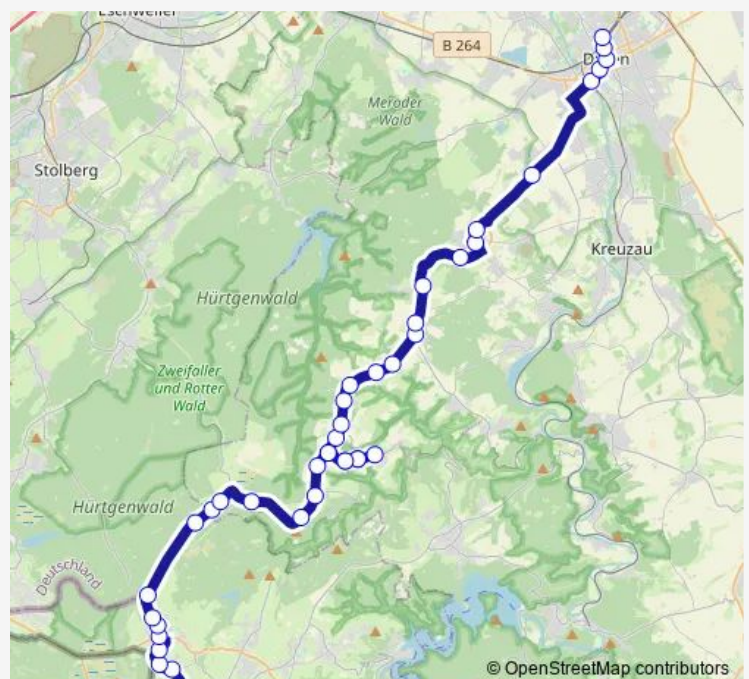 B 264
Meroder
Wald
Stolberg
Kreuzau
Hürtgenwald
Zweifaller
und Rotter
Wald
Hürtgenwald
Deutschland
© OpenStreetMap contributors